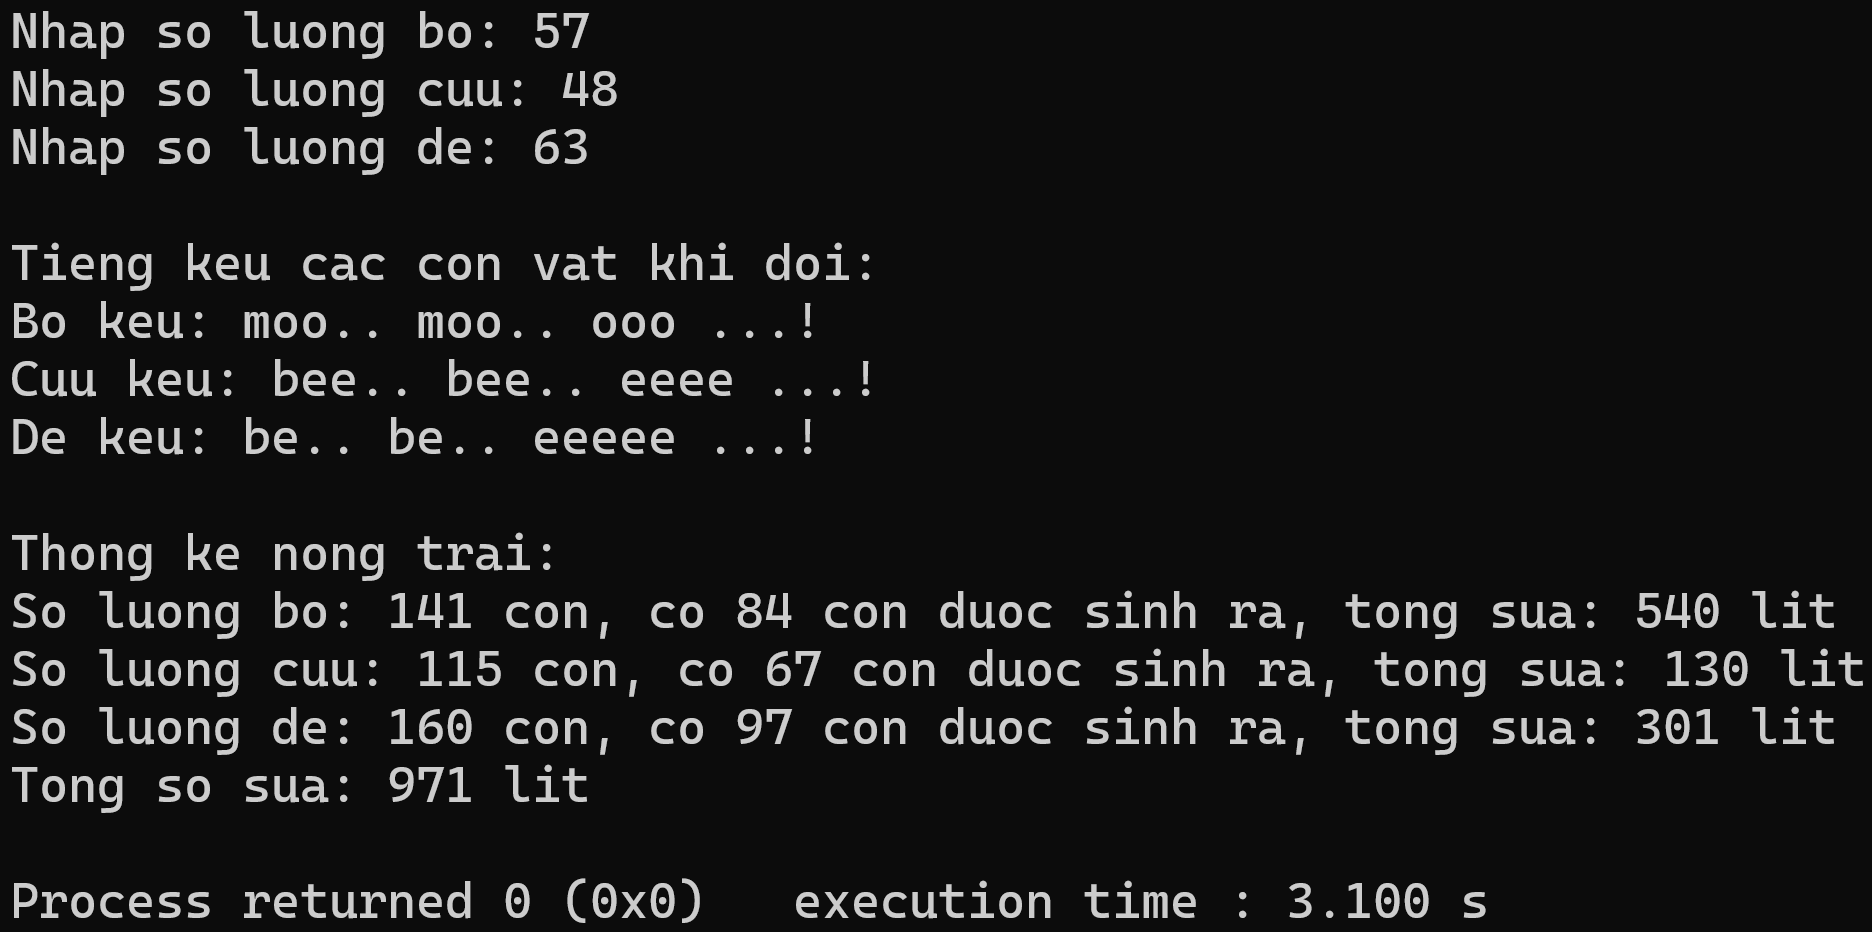 Nhap so luong bo: 57
Nhap so luong cuu: 48
Nhap so luong de: 63
Tieng keu cac con vat khi doi:
Bo keu: moo.. moo.. ooo ...!
Cuu keu: bee.. bee.. eeee ...!
De keu: be.. be.. eeeee ...!
Thong ke nong trai:
So luong bo: 141 con, co 84 con duoc sinh ra, tong sua: 540 lit
So luong cuu: 115 con, co 67 con duoc sinh ra, tong sua: 130 lit
So luong de: 160 con, co 97 con duoc sinh ra, tong sua: 301 lit
Tong so sua: 971 lit
Process returned 0 (0x0)   execution time : 3.100 s